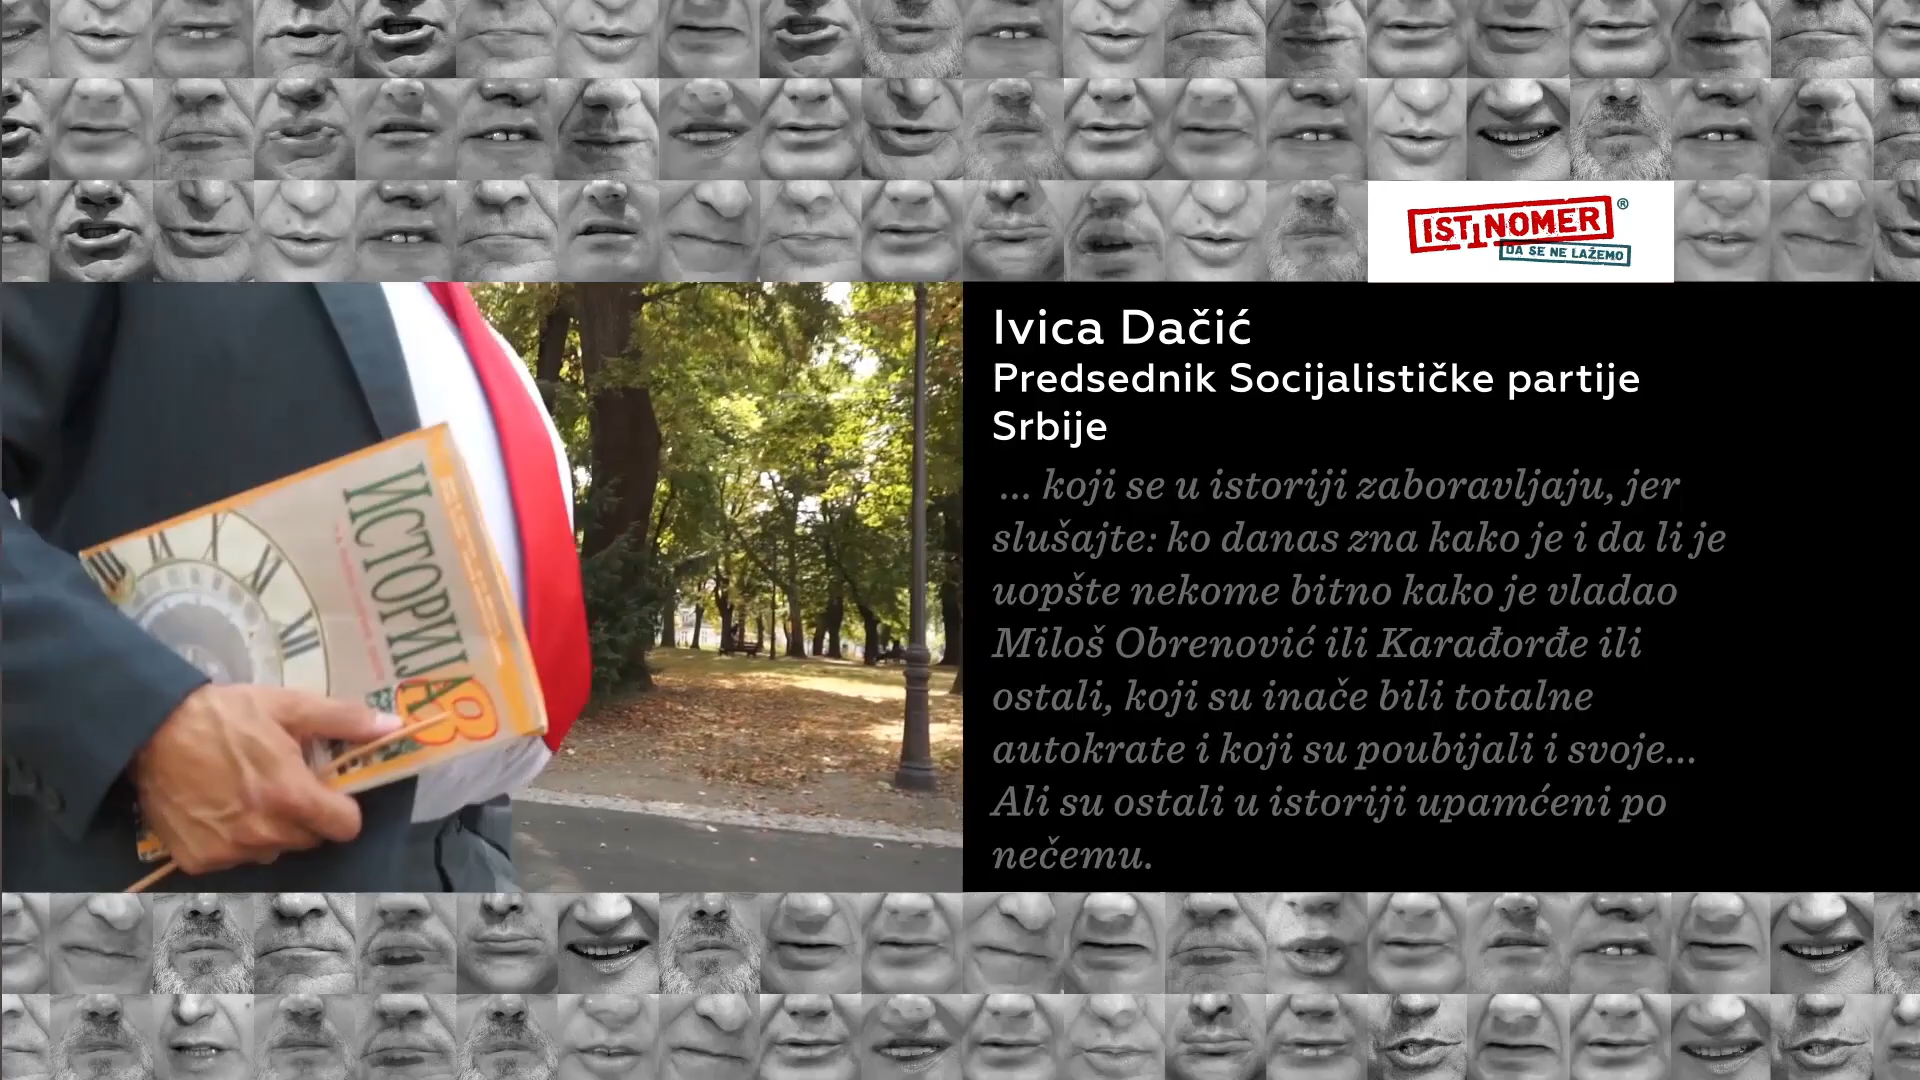 ISTINOMER®
DA SE NE LAŽEMO
Ivica Dačić
Predsednik Socijalističke partije
Srbije
... koji se u istoriji zaboravljaju, jer
slušajte: ko danas zna kako je i da li je
uopšte nekome bitno kako je vladao
Miloš Obrenović ili Karađorđe ili
ostali, koji su inače bili totalne
autokrate i koji su poubijali i svoje...
Ali su ostali u istoriji upamćeni po
nečemu.
ИСТОРИЈА
8